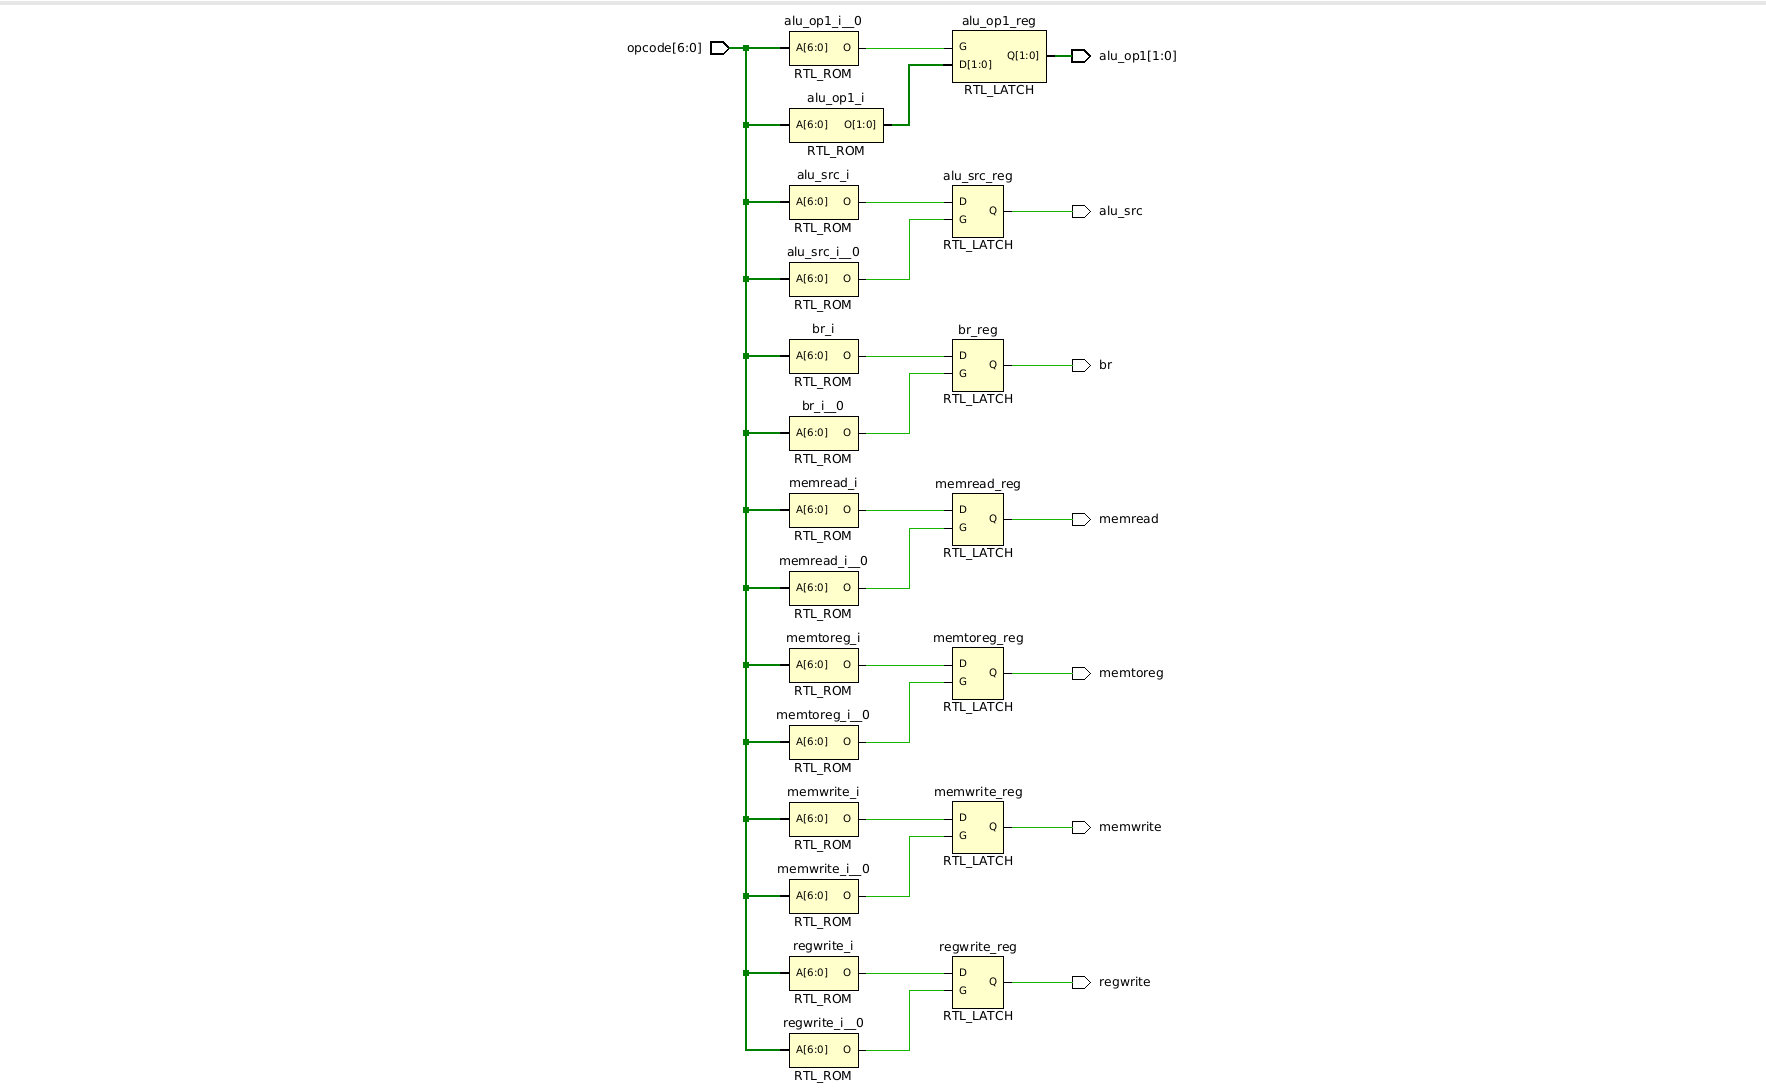 opcode[6:0]
alu_op1_i__0
A[6:0] O
RTL_ROM
alu_op1_reg
G
D[1:0]
Q[1:0]
RTL_LATCH
alu_op1[1:0]
alu_op1_i
A[6:0] O[1:0]
RTL_ROM
alu_src_i
A[6:0] O
RTL_ROM
alu_src_reg
D
G
Q
RTL_LATCH
alu_src
alu_src_i__0
A[6:0] O
RTL_ROM
br_i
A[6:0] O
RTL_ROM
br_reg
D
G
Q
RTL_LATCH
br
br_i__0
A[6:0] O
RTL_ROM
memread_i
A[6:0] O
RTL_ROM
memread_reg
D
G
Q
RTL_LATCH
memread
memread_i__0
A[6:0] O
RTL_ROM
memtoreg_i
A[6:0] O
RTL_ROM
memtoreg_reg
D
G
Q
RTL_LATCH
memtoreg
memtoreg_i__0
A[6:0] O
RTL_ROM
memwrite_i
A[6:0] O
RTL_ROM
memwrite_reg
D
G
Q
RTL_LATCH
memwrite
memwrite_i__0
A[6:0] O
RTL_ROM
regwrite_i
A[6:0] O
RTL_ROM
regwrite_reg
D
G
Q
RTL_LATCH
regwrite
regwrite_i__0
A[6:0] O
RTL_ROM